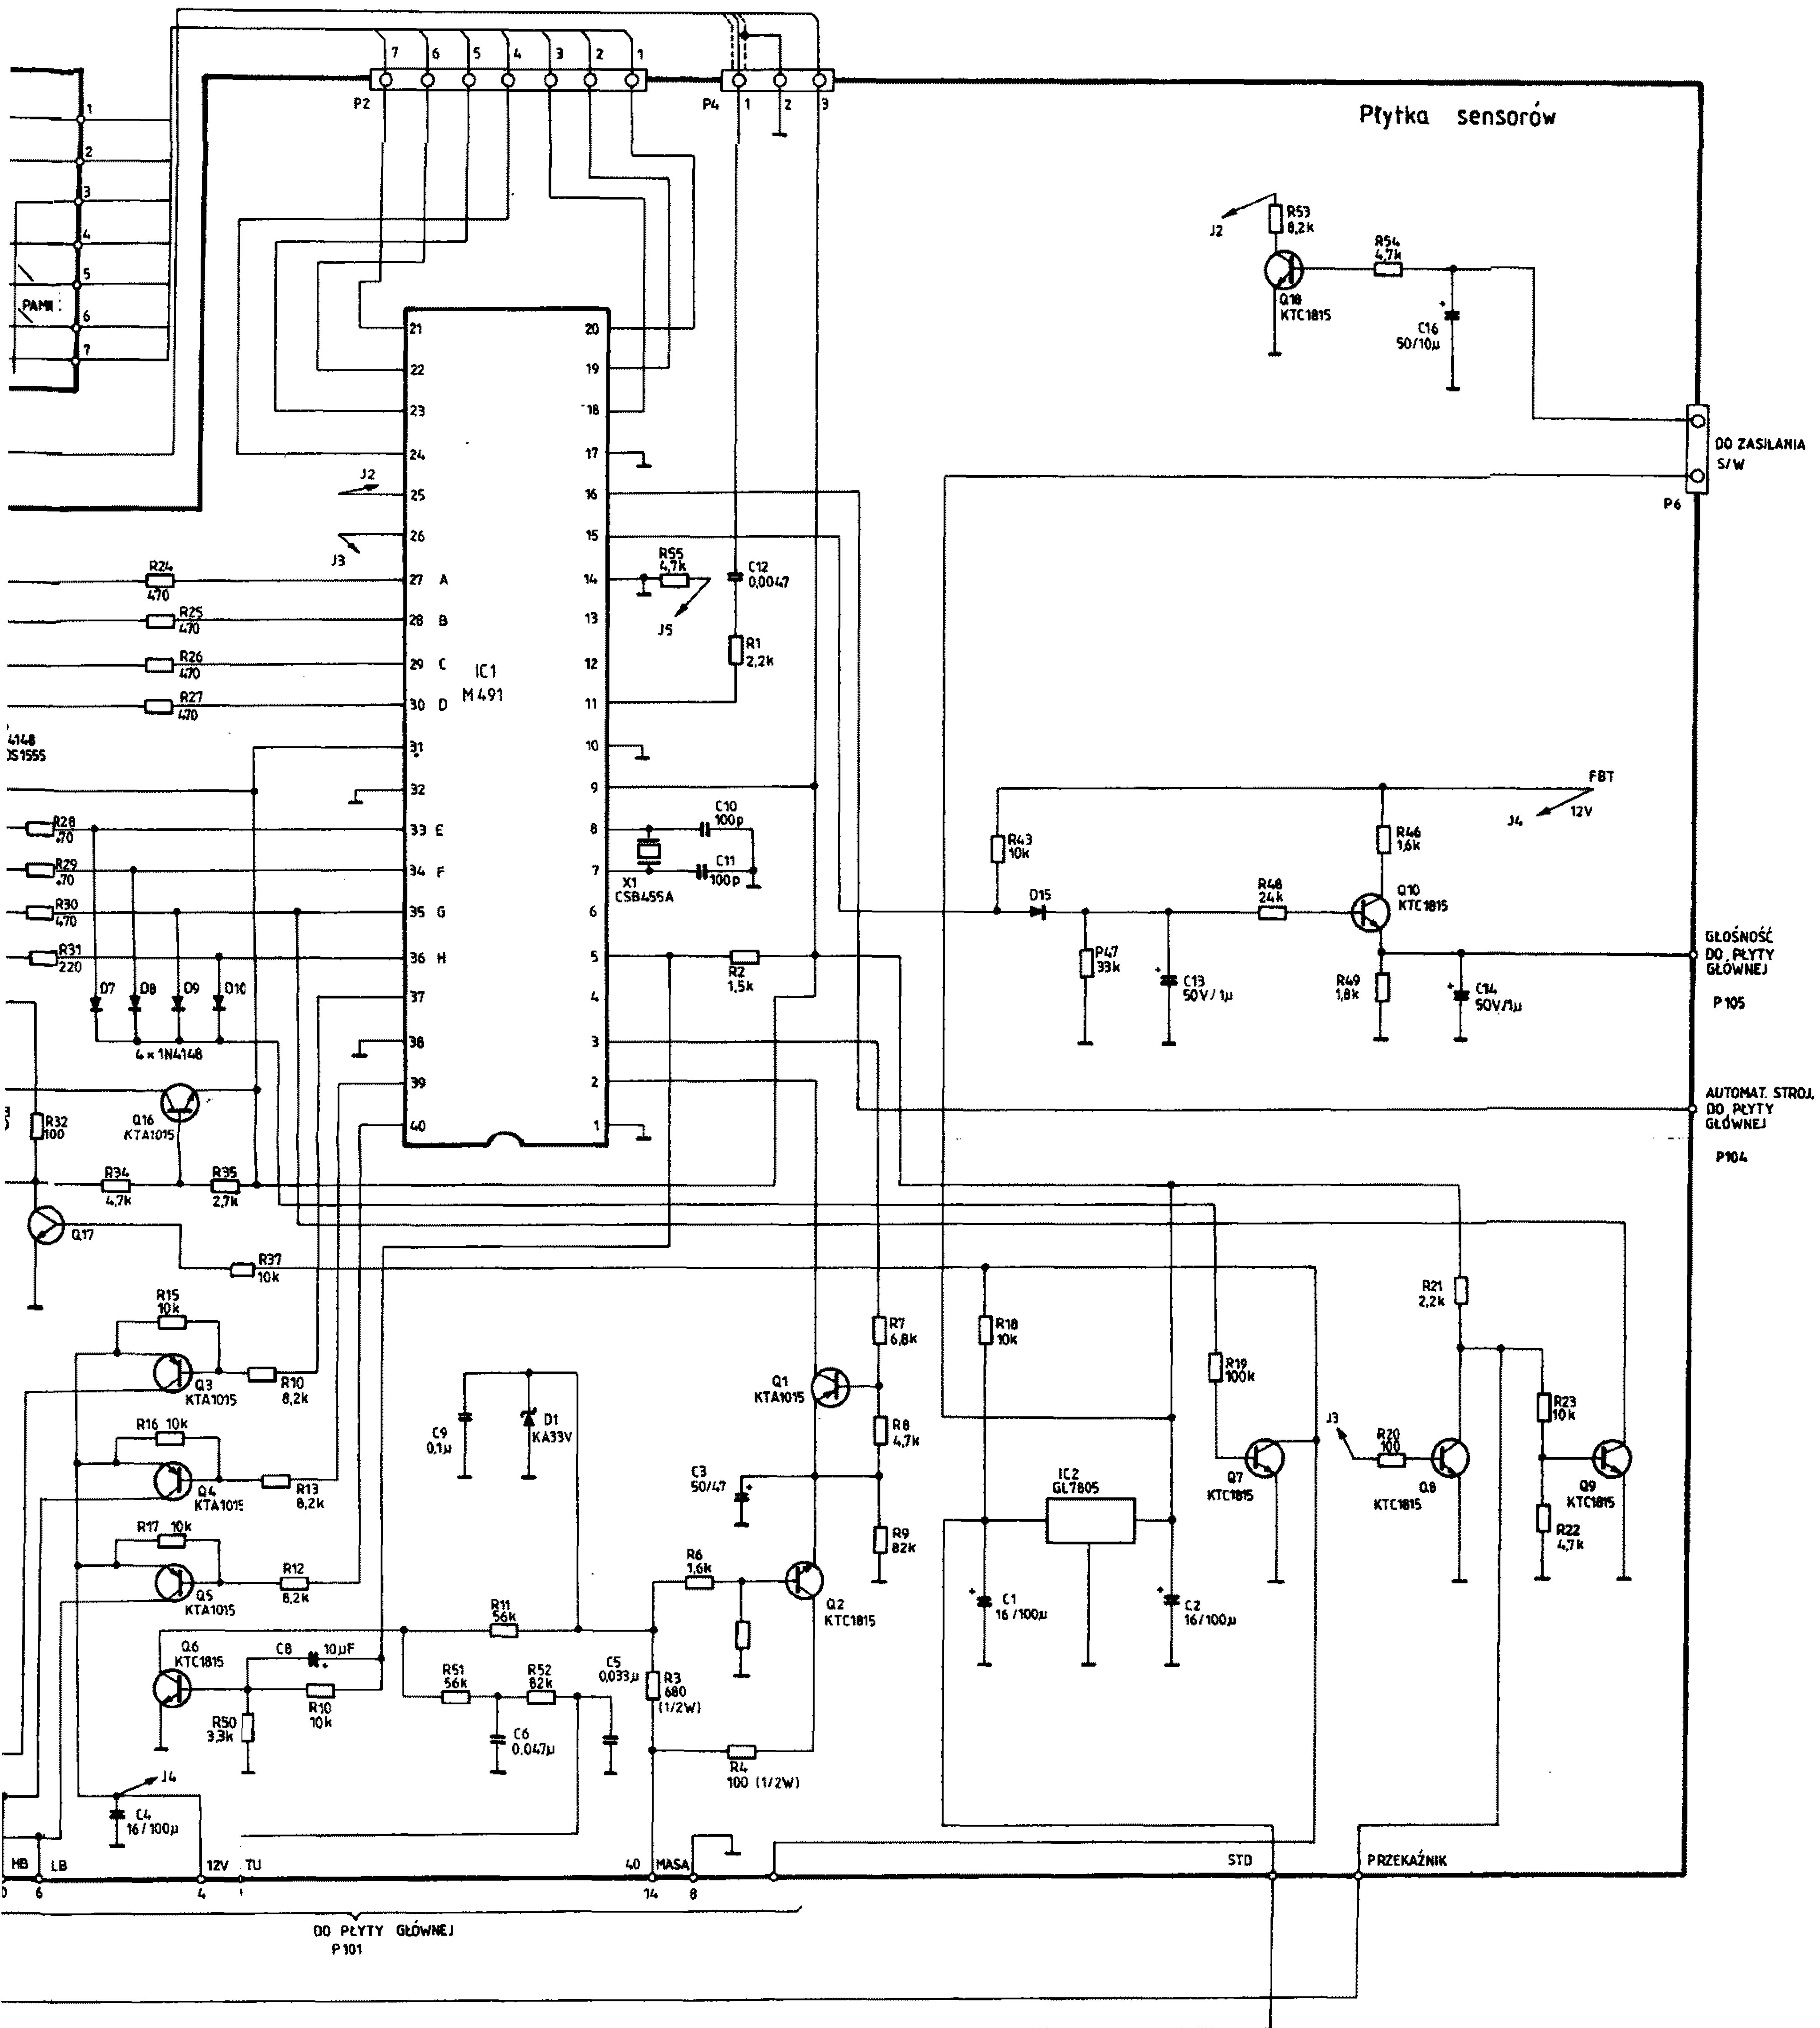 7 6 5 4 3 2 1
P2
P4 1 2 3
Płytka sensorów
1
2
3
4
5
6
7
PAMI
J2
R53
8,2k
R54
4,7k
Q18
KTC1815
C16
50/10µ
DO ZASILANIA
S/W
P6
21 20
22 19
23 18
24 17
J2
25 16
26 15
J3
R24
470
27 A 14
R55
4,7k
J5
C12
0,0047
R25
470
28 B 13
R26
470
29 C 12
R1
2,2k
IC1
M491
R27
470
30 D 11
4148
DS1555
31 10
32 9
R28
33 E 8
C10
100p
R29
34 F 7
C11
100p
X1
CSB455A
R30
470
35 G 6
R31
220
36 H 5
R2
1,5k
37 4
D7 D8 D9 D10
4 × 1N4148
38 3
39 2
40 1
FBT
12V
J4
R43
10k
R46
1,6k
D15
R48
24k
Q10
KTC1815
R47
33k
C13
50V/1µ
R49
1,8k
C14
50V/1µ
GŁOŚNOŚĆ
DO PŁYTY
GŁÓWNEJ
P105
AUTOMAT. STROJ.
DO PŁYTY
GŁÓWNEJ
P104
R32
100
Q16
KTA1015
R34
4,7k
R35
2,7k
Q17
R37
10k
R15
10k
Q3
KTA1015
R10
8,2k
R16 10k
Q4
KTA1015
R13
8,2k
R17 10k
Q5
KTA1015
R12
8,2k
C9
0,1µ
D1
KA33V
Q1
KTA1015
R7
6,8k
R8
4,7k
C3
50/47
R9
82k
R6
1,6k
Q2
KTC1815
R18
10k
IC2
GL7805
C1
16/100µ
C2
16/100µ
R19
100k
Q7
KTC1815
J3
R20
100
R21
2,2k
Q8
KTC1815
R23
10k
Q9
KTC1815
R22
4,7k
Q6
KTC1815
C8 10µF
R10
10k
R50
3,3k
R11
56k
R51
56k
R52
82k
C5
0,033µ
C6
0,047µ
R3
680
(1/2W)
R4
100 (1/2W)
J4
C4
16/100µ
HB LB 12V TU 40 MASA STD PRZEKAŹNIK
6 4 14 8
DO PŁYTY GŁÓWNEJ
P101